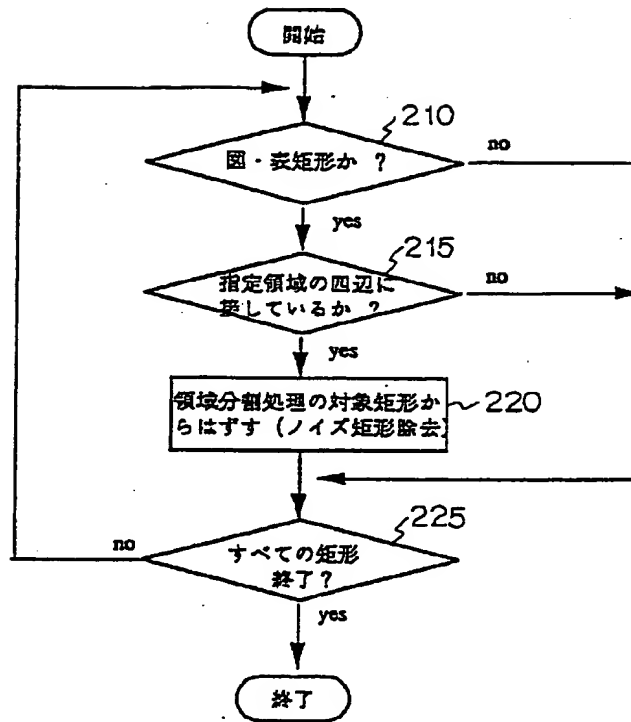 開始
210
図・表矩形か ?
no
yes
215
指定領域の四辺に
接しているか ?
no
yes
領域分割処理の対象矩形か
らはずす (ノイズ矩形除去)
220
225
no
すべての矩形
終了?
yes
終了